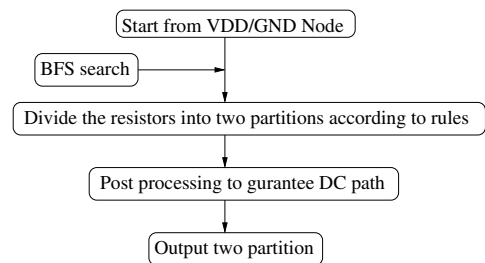 Start from VDD/GND Node
BFS search
Divide the resistors into two partitions according to rules
Post processing to gurantee DC path
Output two partition